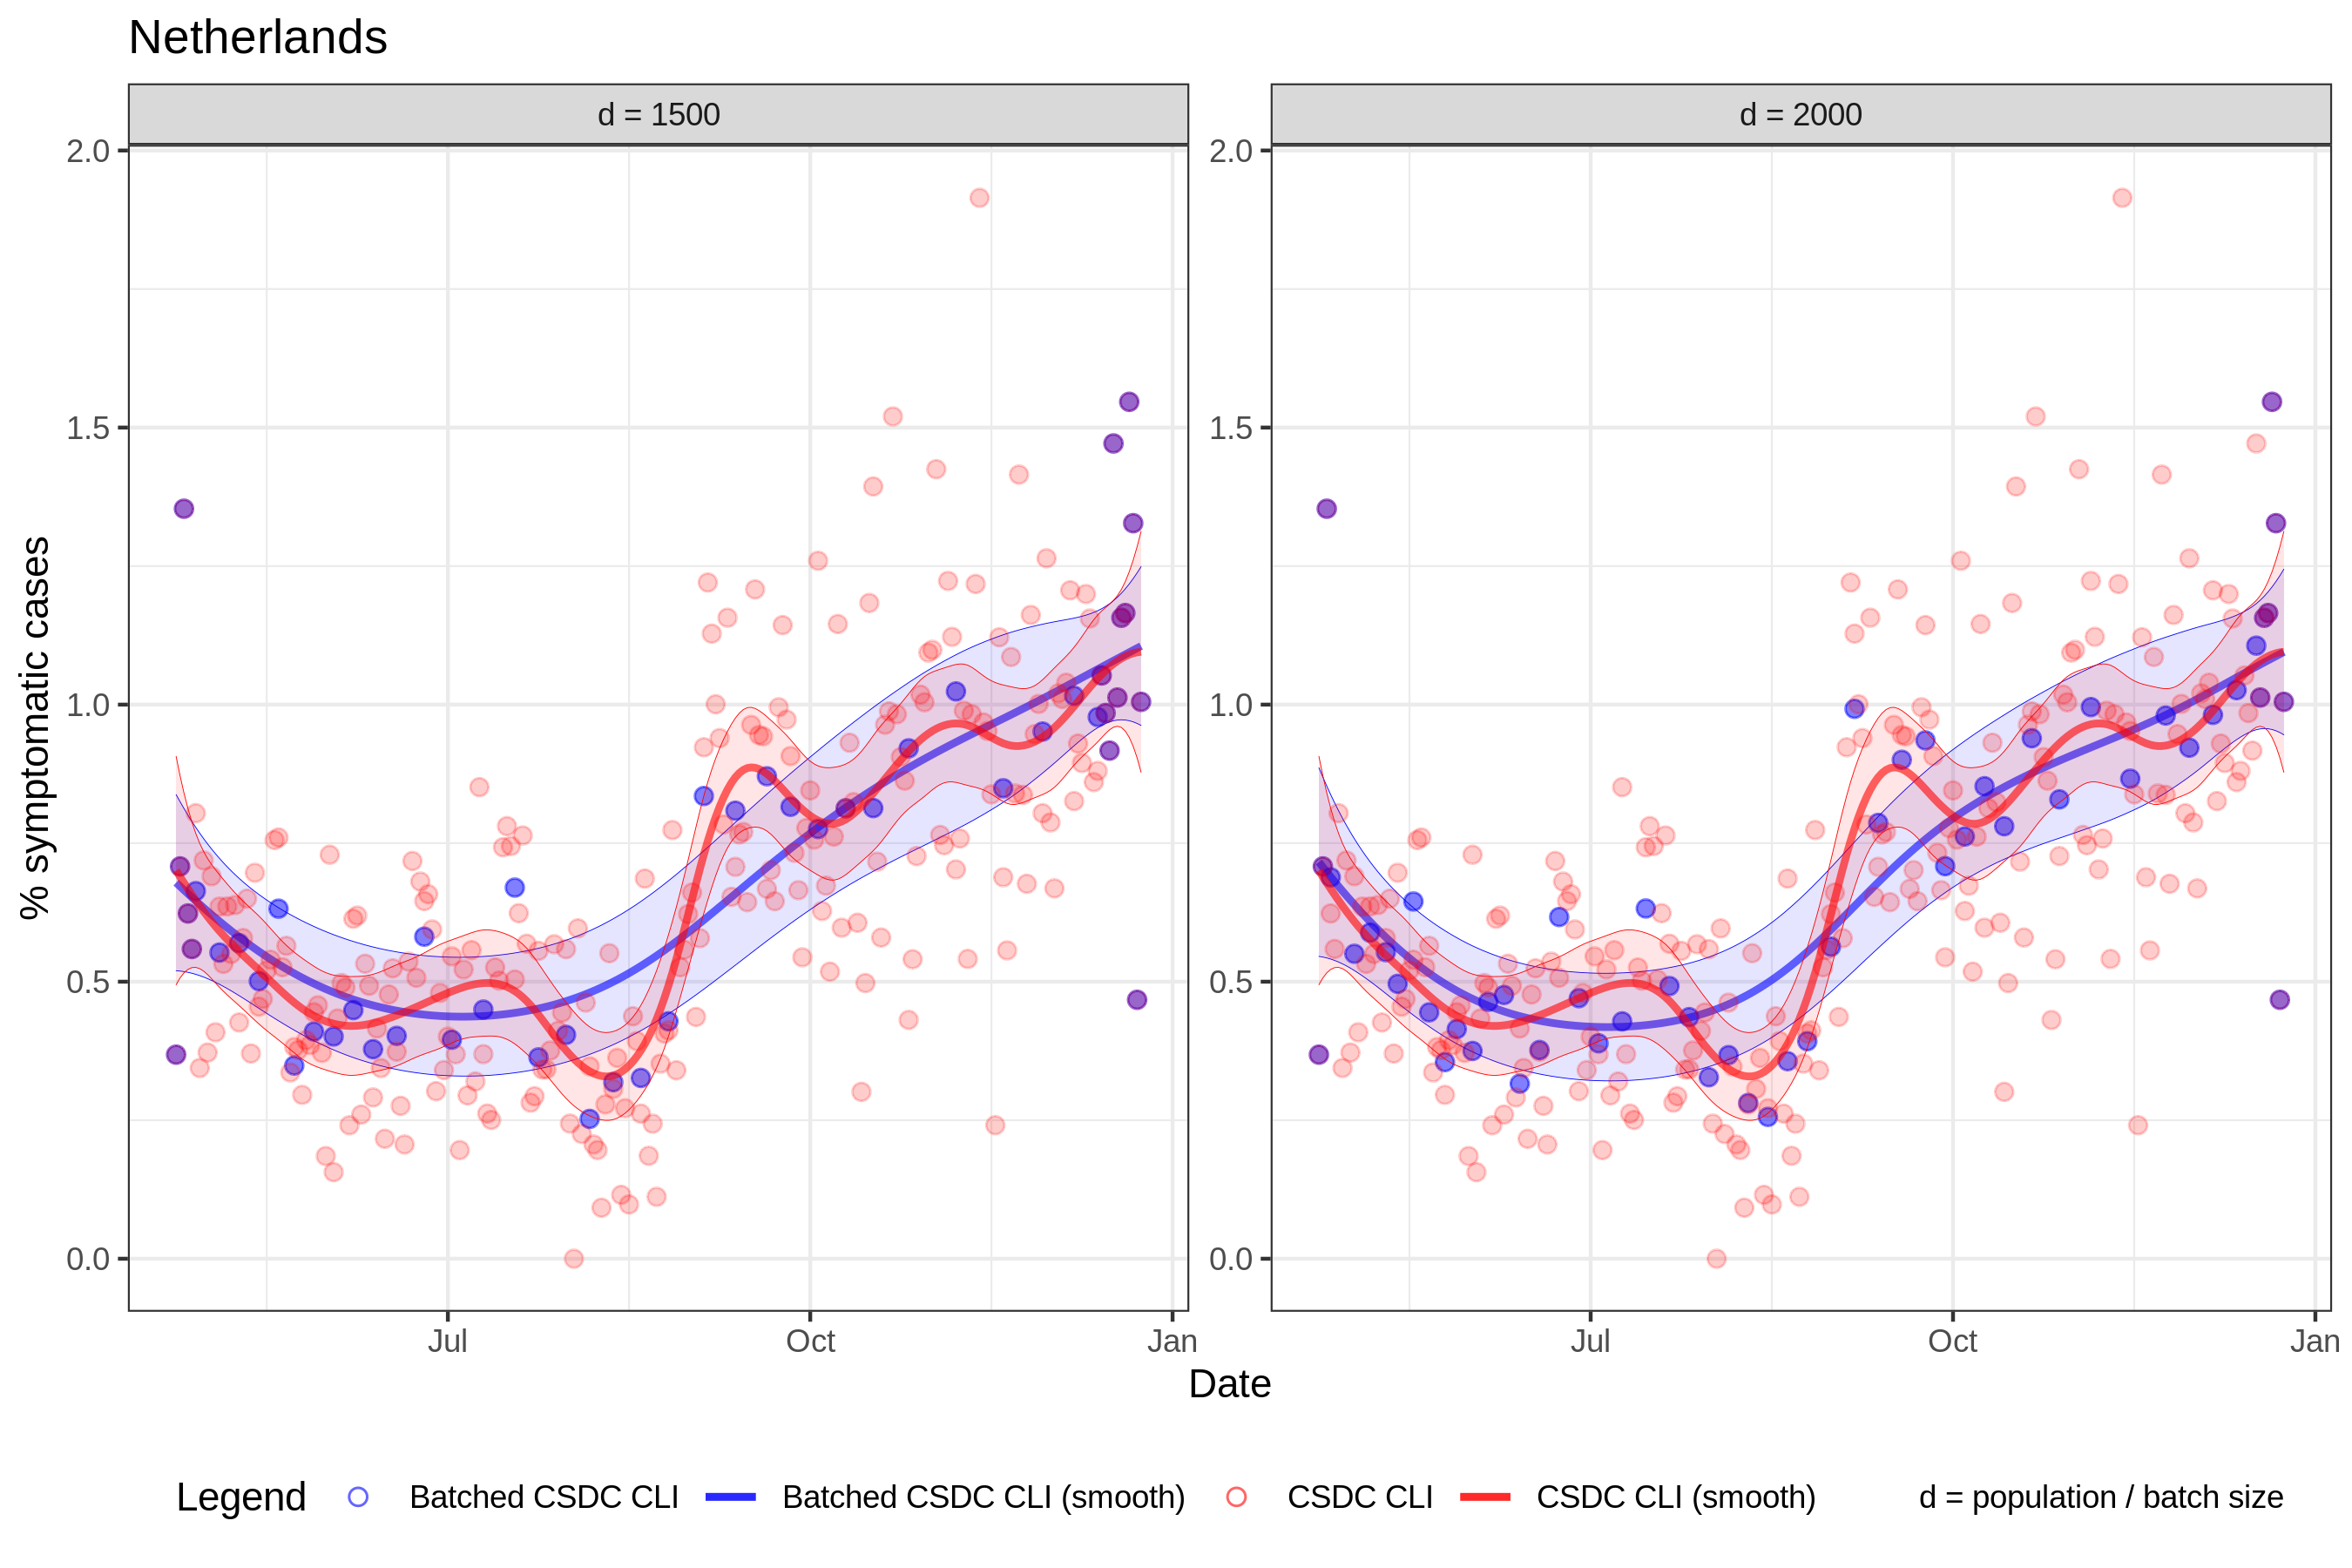 Netherlands
d = 1500
d = 2000
% symptomatic cases
2.0
1.5
1.0
0.5
0.0
2.0
1.5
1.0
0.5
0.0
Jul
Oct
Jan
Jul
Oct
Jan
Date
Legend
Batched CSDC CLI
Batched CSDC CLI (smooth)
CSDC CLI
CSDC CLI (smooth)
d = population / batch size